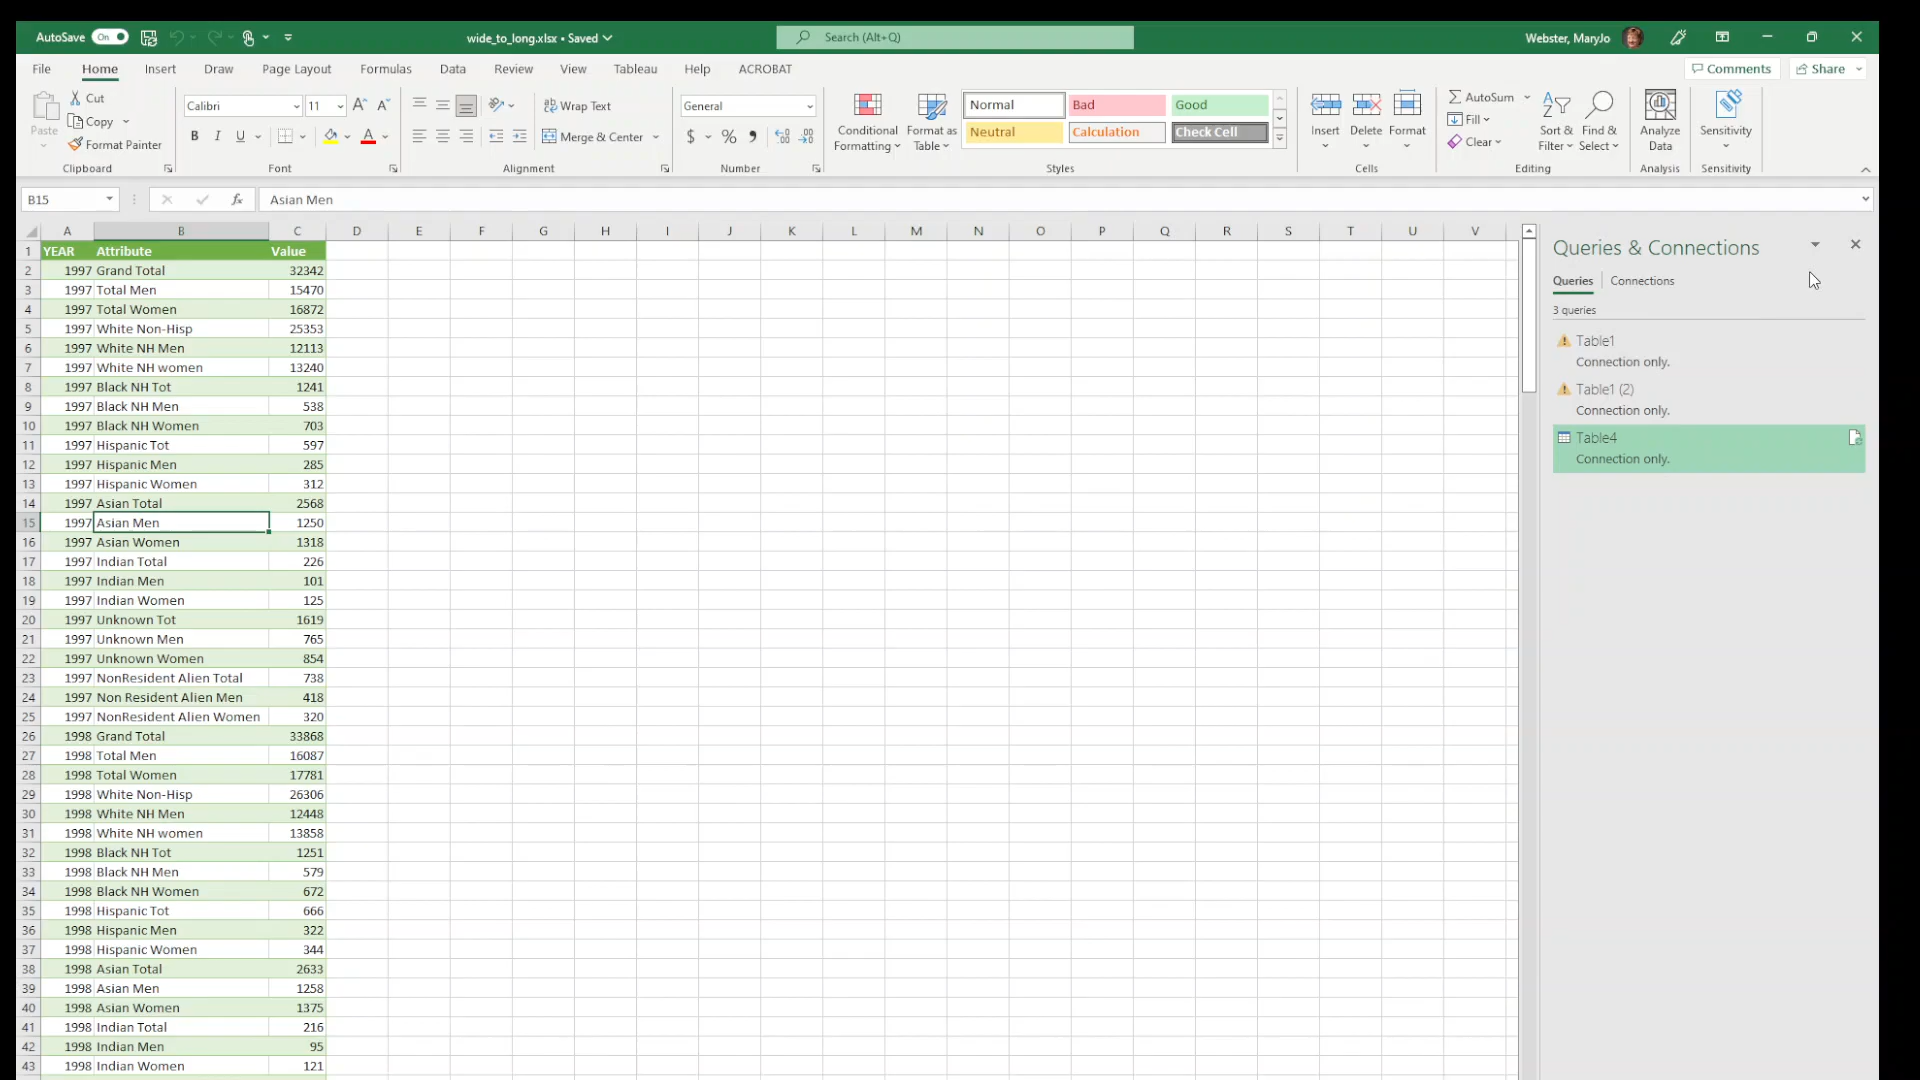 AutoSave On wide_to_long.xlsx • Saved Search (Alt+Q) Webster, MaryJo
File Home Insert Draw Page Layout Formulas Data Review View Tableau Help ACROBAT Comments Share
Paste Cut Copy Format Painter Clipboard
Calibri 11 B I U Font
Wrap Text Merge & Center Alignment
General $ % Number
Conditional Formatting Format as Table Normal Bad Good Neutral Calculation Check Cell Styles
Insert Delete Format Cells
AutoSum Fill Clear Sort & Filter Find & Select Editing
Analyze Data Analysis
Sensitivity Sensitivity
B15 fx Asian Men
A B C D E F G H I J K L M N O P Q R S T U V
1 YEAR Attribute Value
2 1997 Grand Total 32342
3 1997 Total Men 15470
4 1997 Total Women 16872
5 1997 White Non-Hisp 25353
6 1997 White NH Men 12113
7 1997 White NH women 13240
8 1997 Black NH Tot 1241
9 1997 Black NH Men 538
10 1997 Black NH Women 703
11 1997 Hispanic Tot 597
12 1997 Hispanic Men 285
13 1997 Hispanic Women 312
14 1997 Asian Total 2568
15 1997 Asian Men 1250
16 1997 Asian Women 1318
17 1997 Indian Total 226
18 1997 Indian Men 101
19 1997 Indian Women 125
20 1997 Unknown Tot 1619
21 1997 Unknown Men 765
22 1997 Unknown Women 854
23 1997 NonResident Alien Total 738
24 1997 Non Resident Alien Men 418
25 1997 NonResident Alien Women 320
26 1998 Grand Total 33868
27 1998 Total Men 16087
28 1998 Total Women 17781
29 1998 White Non-Hisp 26306
30 1998 White NH Men 12448
31 1998 White NH women 13858
32 1998 Black NH Tot 1251
33 1998 Black NH Men 579
34 1998 Black NH Women 672
35 1998 Hispanic Tot 666
36 1998 Hispanic Men 322
37 1998 Hispanic Women 344
38 1998 Asian Total 2633
39 1998 Asian Men 1258
40 1998 Asian Women 1375
41 1998 Indian Total 216
42 1998 Indian Men 95
43 1998 Indian Women 121
Queries & Connections
Queries Connections
3 queries
Table1
Connection only.
Table1 (2)
Connection only.
Table4
Connection only.